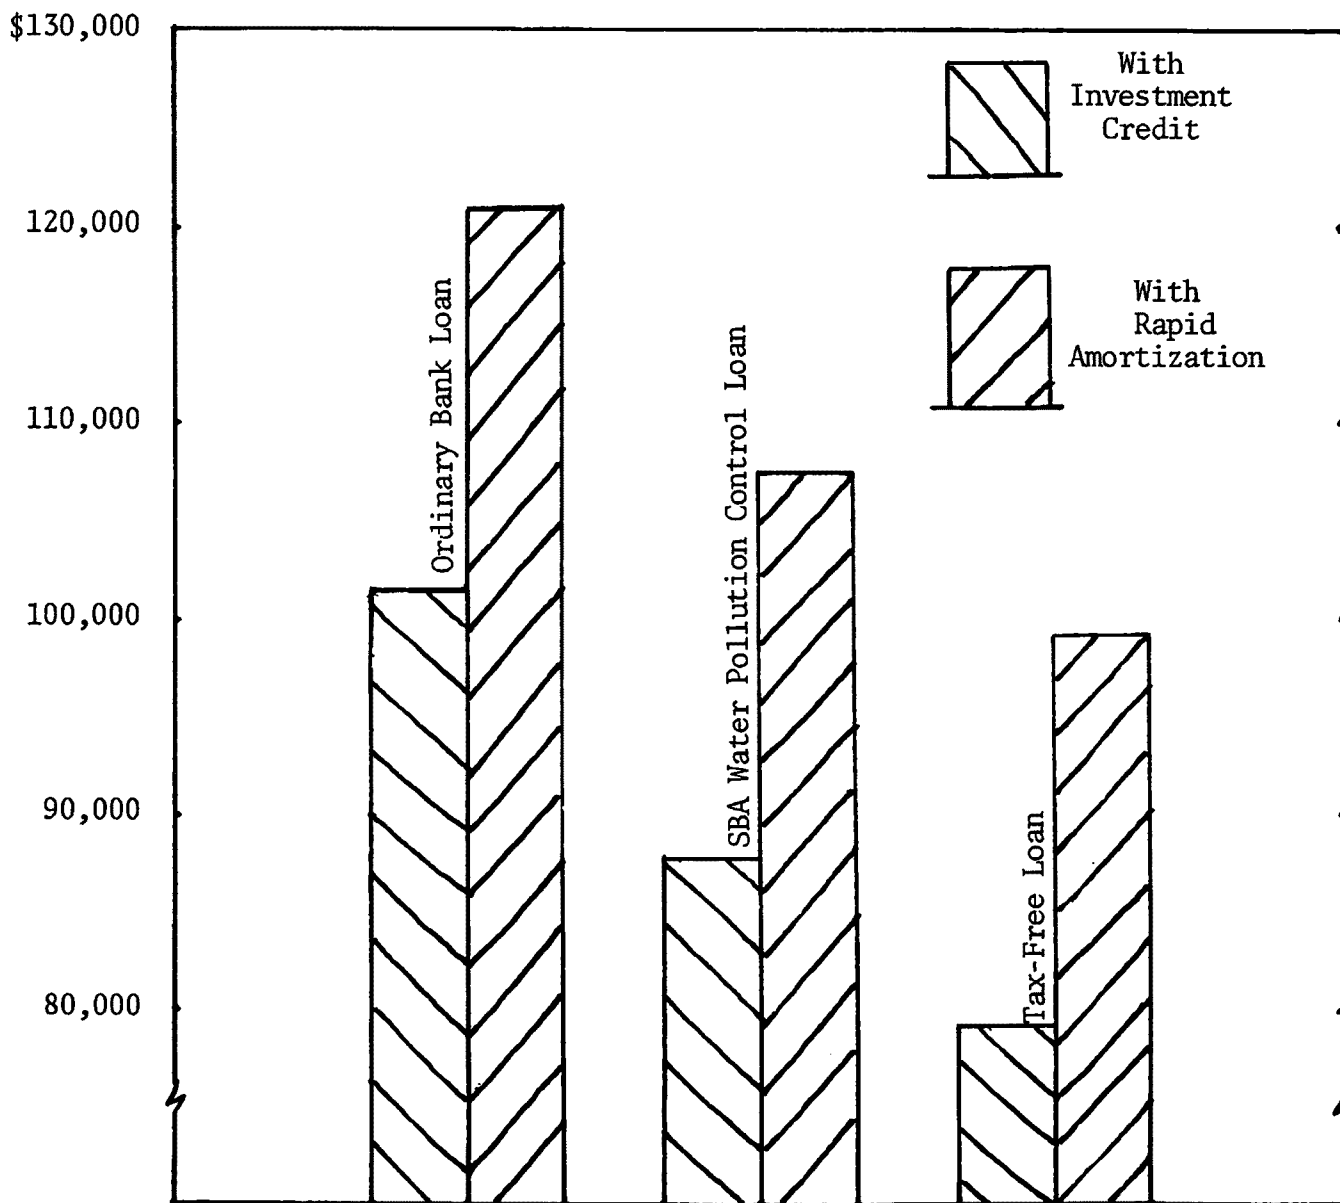 $130,000
120,000
110,000
100,000
90,000
80,000
With
Investment
Credit
With
Rapid
Amortization
Ordinary Bank Loan
SBA Water Pollution Control Loan
Tax-Free Loan